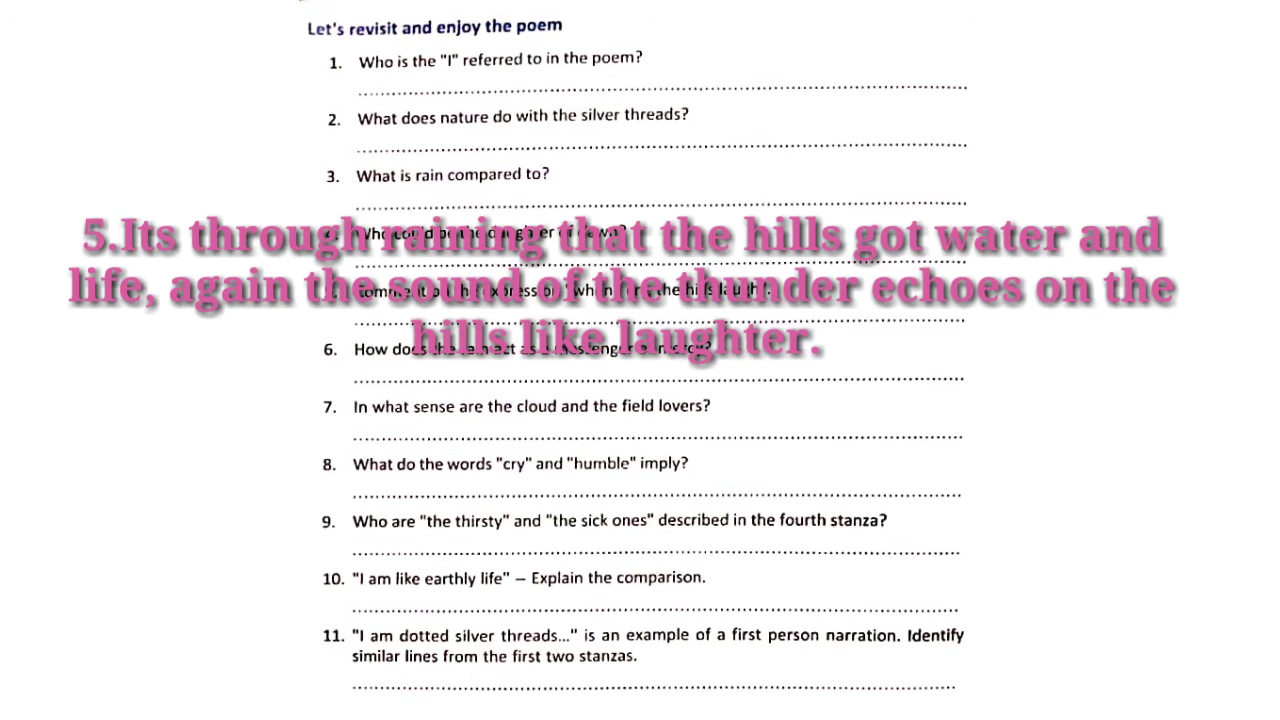 Let's revisit and enjoy the poem
1. Who is the "I" referred to in the poem?
2. What does nature do with the silver threads?
3. What is rain compared to?
5.Its through raining that the hills got water and
life, again the sound of the thunder echoes on the
hills like laughter.
6. How does the
7. In what sense are the cloud and the field lovers?
8. What do the words "cry" and "humble" imply?
9. Who are "the thirsty" and "the sick ones" described in the fourth stanza?
10. "I am like earthly life" – Explain the comparison.
11. "I am dotted silver threads..." is an example of a first person narration. Identify
similar lines from the first two stanzas.